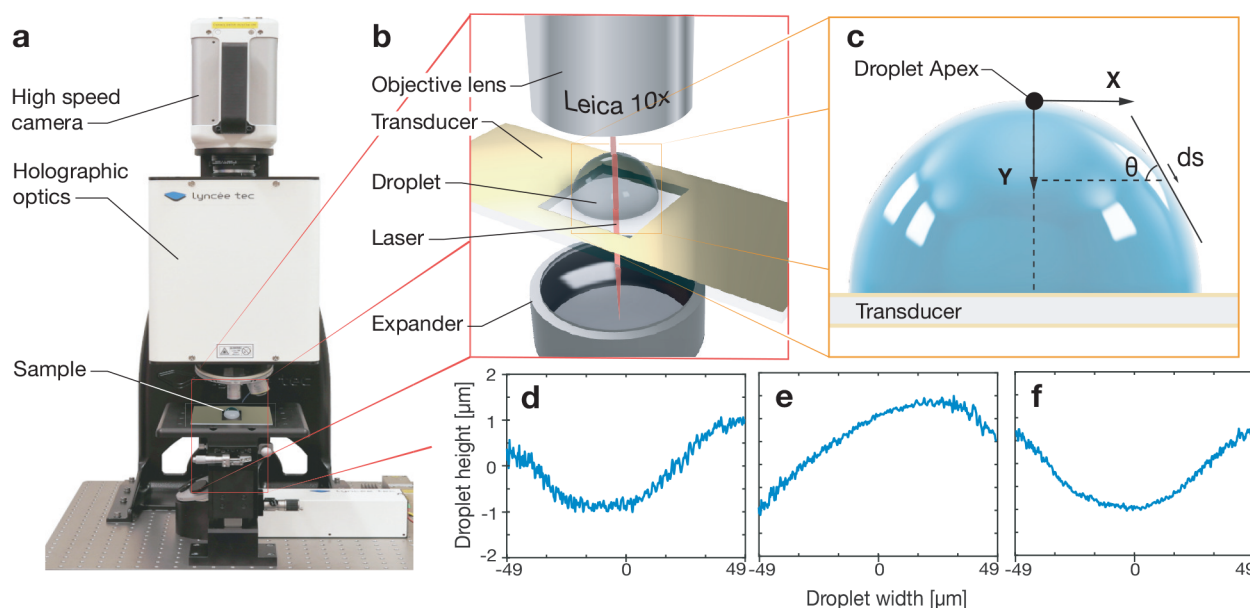 a
High speed
camera
Holographic
optics
lyncée tec
Sample
b
Objective lens
Leica 10x
Transducer
Droplet
Laser
Expander
c
Droplet Apex
X
Y
θ
ds
Transducer
Droplet height [µm]
2
1
0
-1
-2
d
-49
0
49
e
-49
0
49
f
-49
0
49
Droplet width [µm]